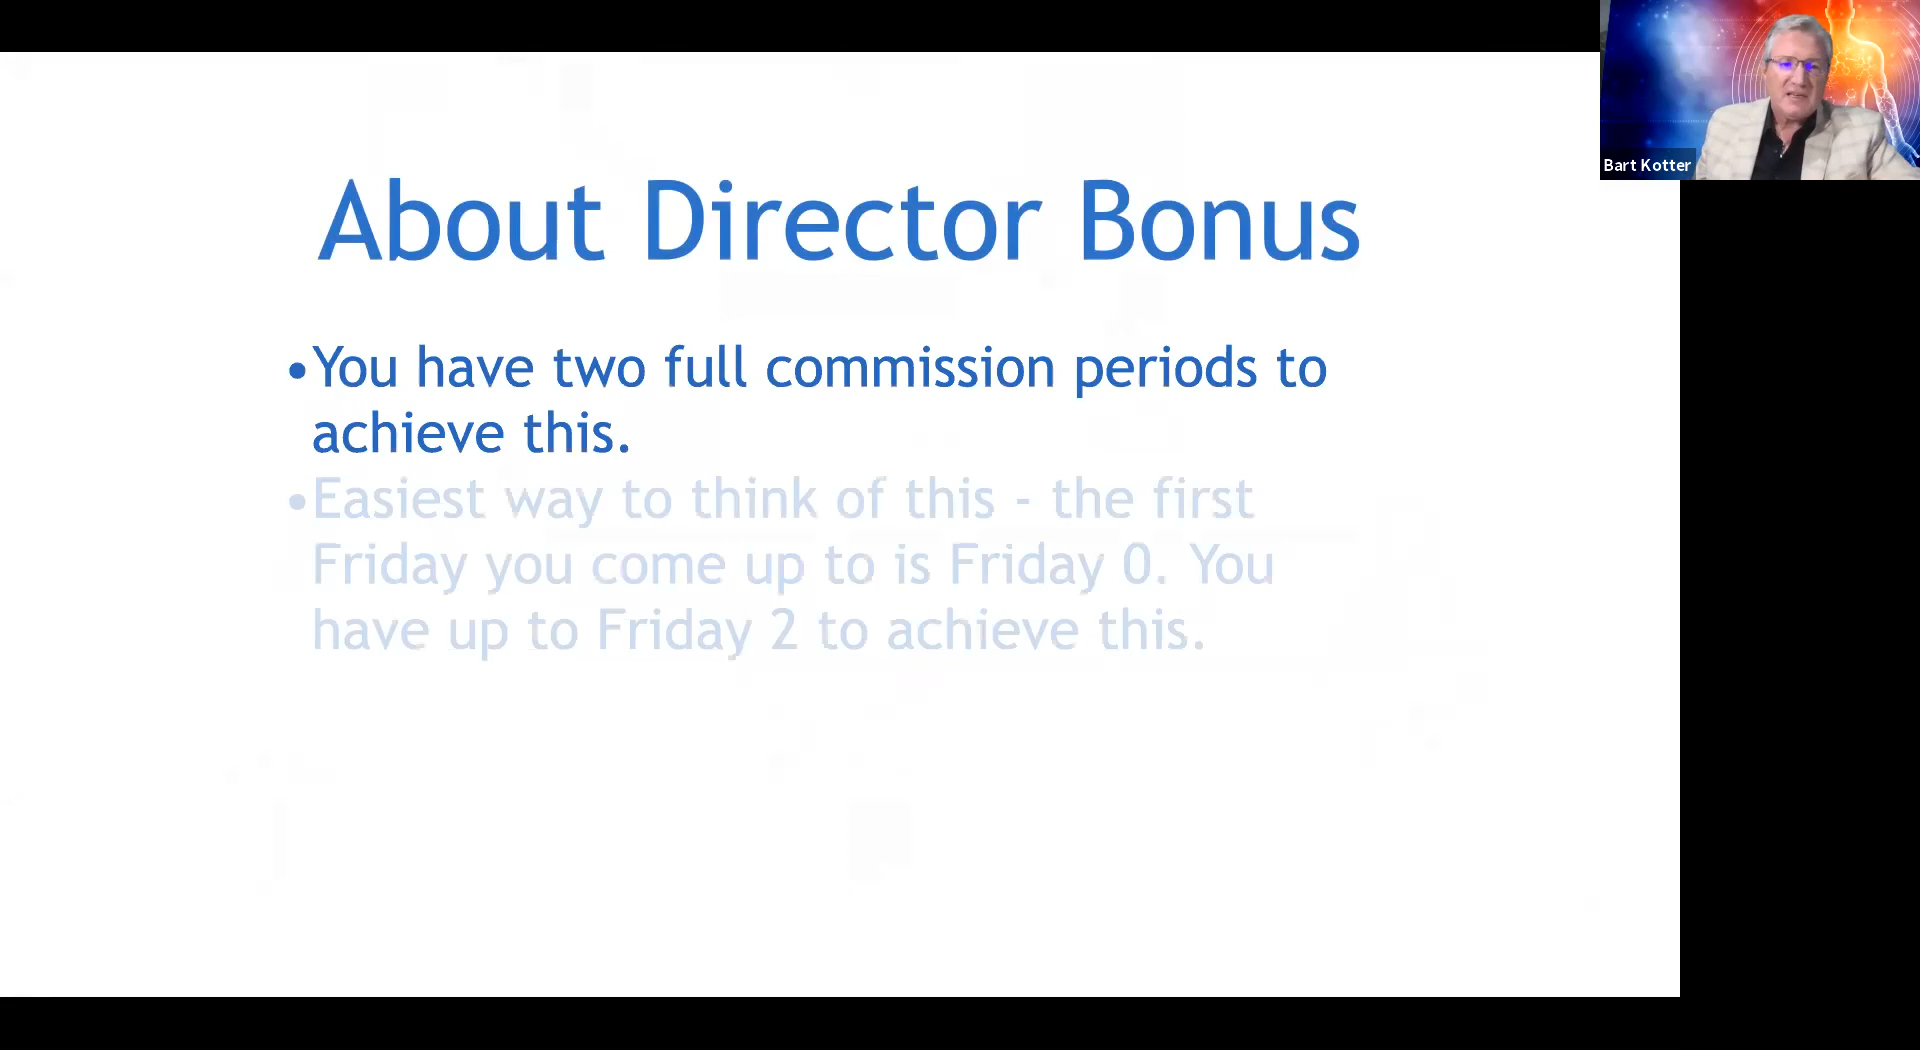 Bart Kotter
About Director Bonus
•You have two full commission periods to
achieve this.
•Easiest way to think of this - the first
Friday you come up to is Friday 0. You
have up to Friday 2 to achieve this.